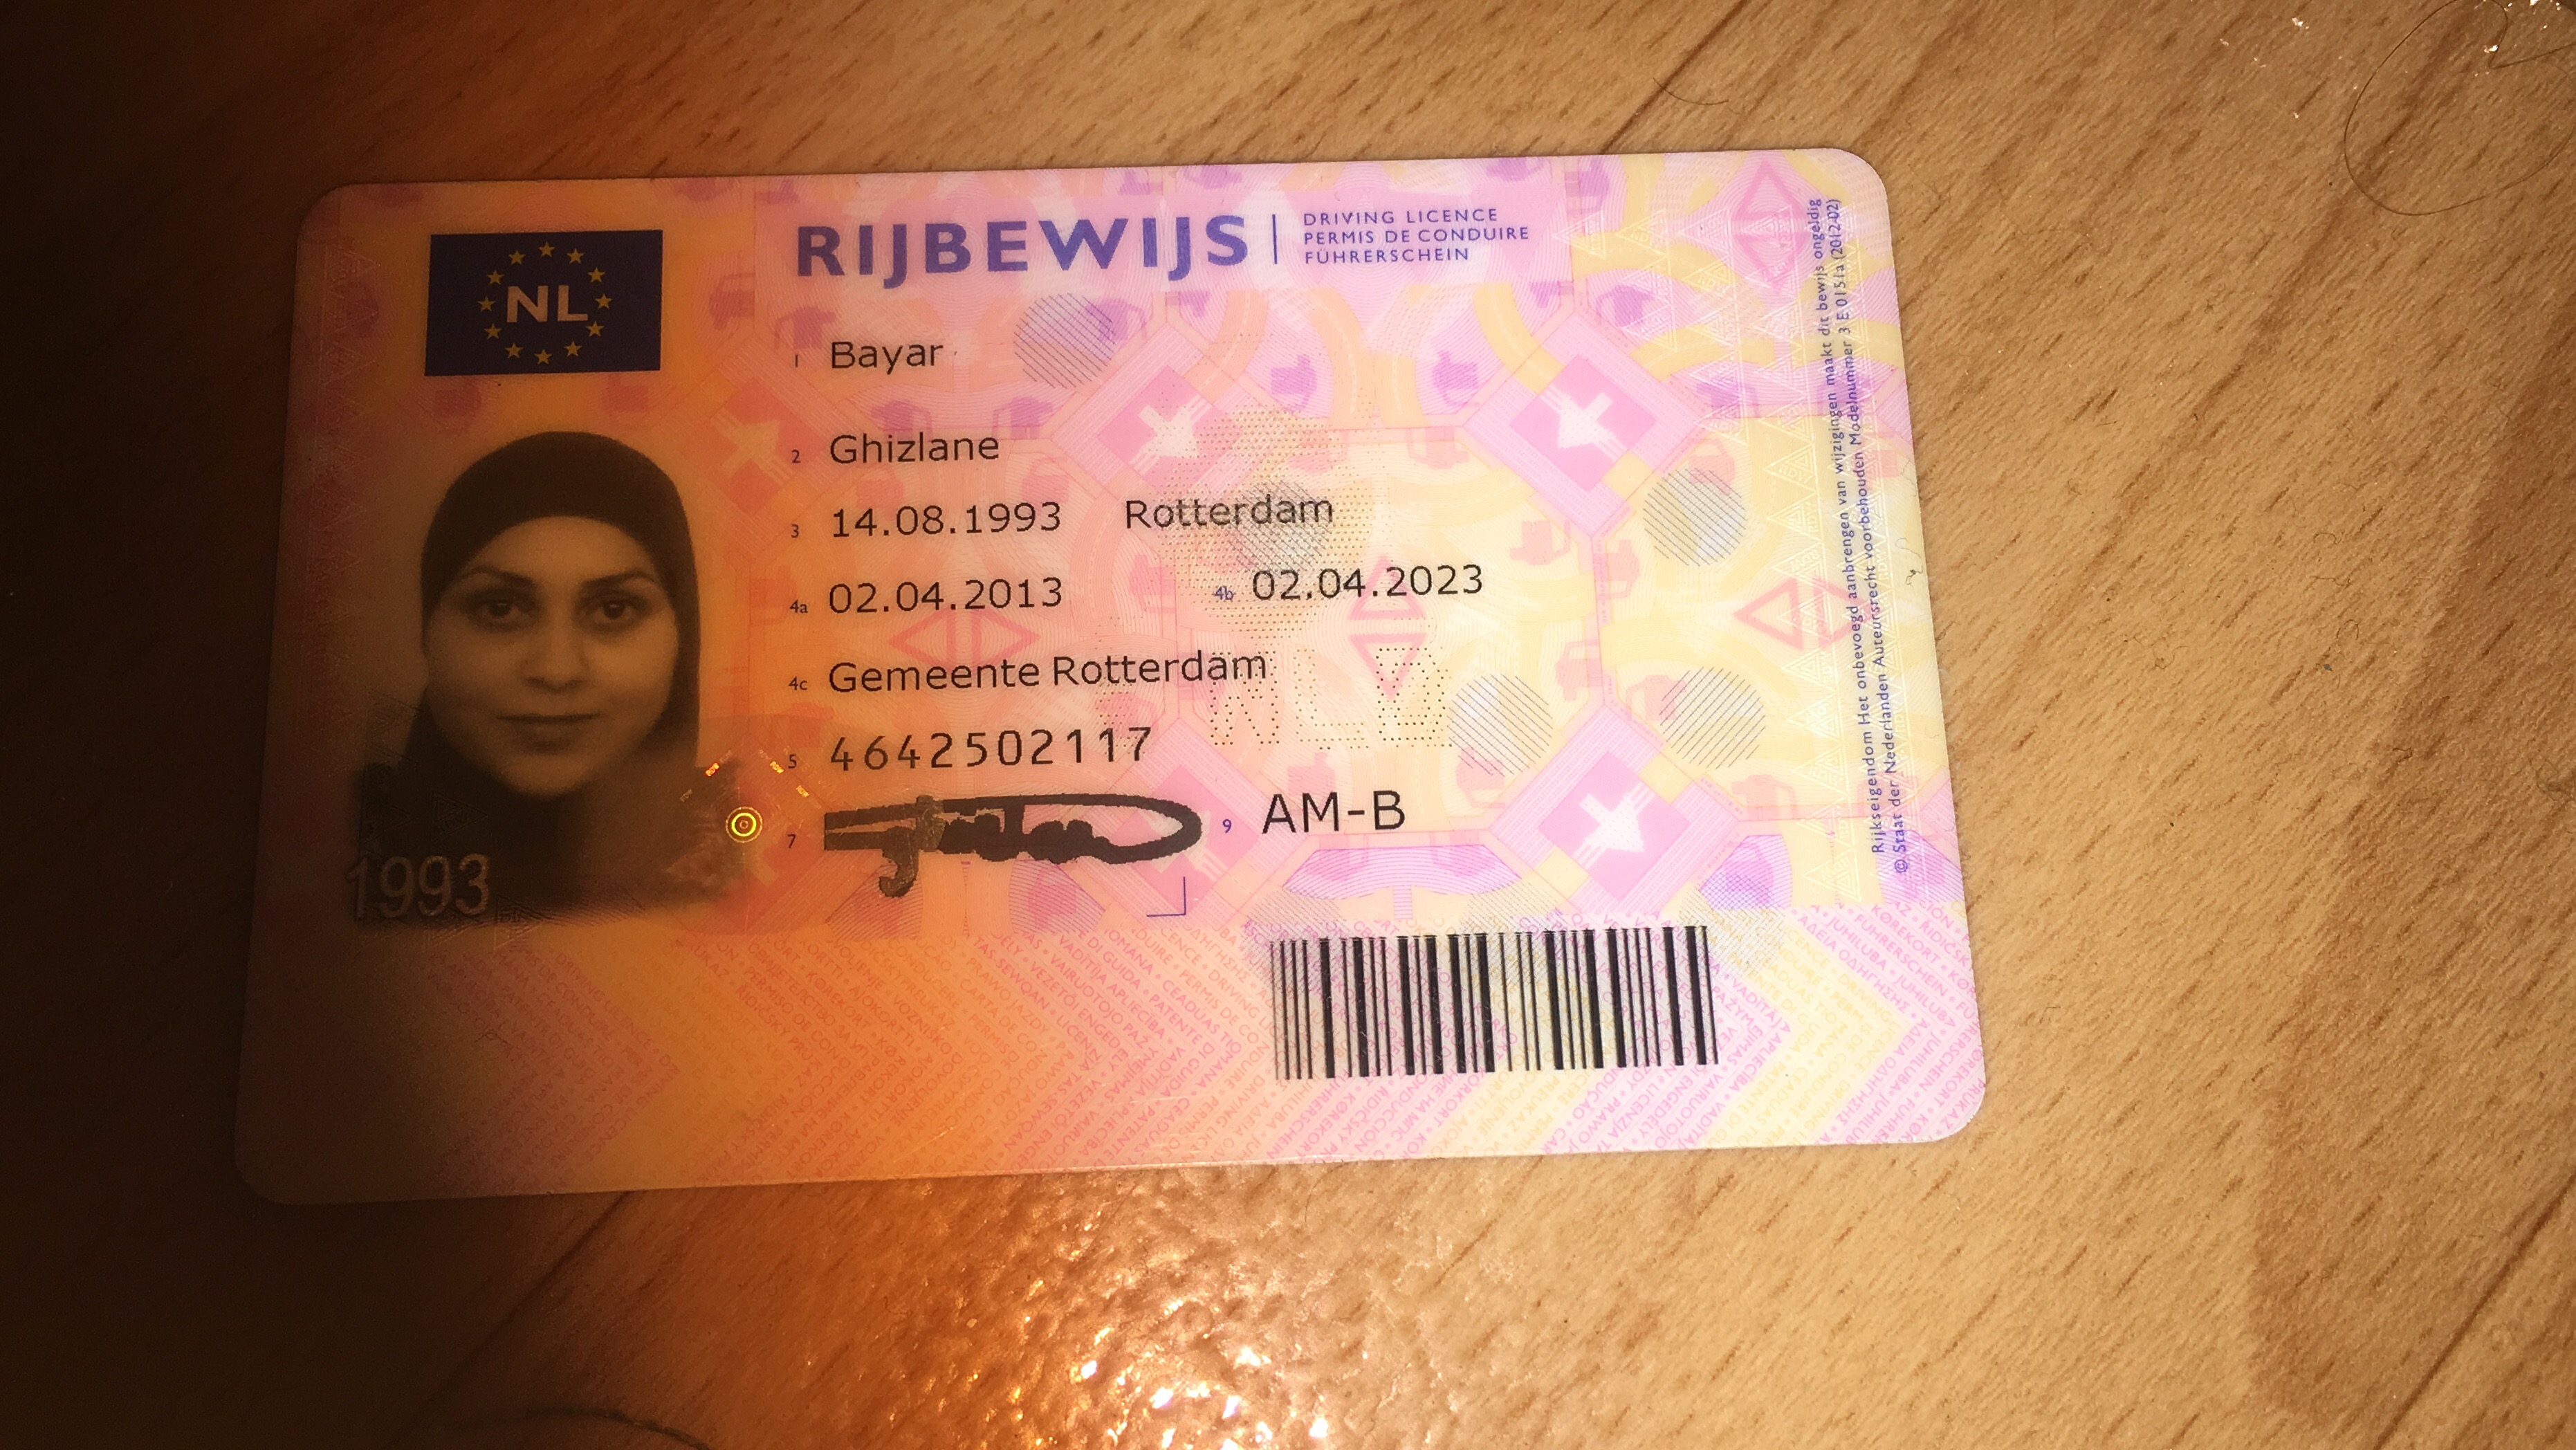 NL
RIJBEWIJS
DRIVING LICENCE
PERMIS DE CONDUIRE
FÜHRERSCHEIN
1 Bayar
2 Ghizlane
3 14.08.1993 Rotterdam
4a 02.04.2013 4b 02.04.2023
4c Gemeente Rotterdam
5 4642502117
7
9 AM-B
1993
NLD
Rijkseigendom Het onbevoegd aanbrengen van wijzigingen maakt dit bewijs ongeldig
© Staat der Nederlanden Auteursrecht voorbehouden Modelnummer 3 E 0151a (2012-02)